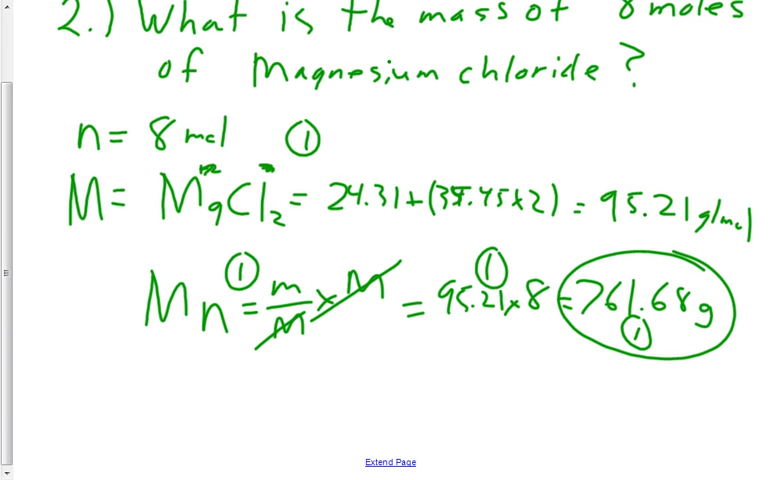 2.) What is the mass of 8 moles
of Magnesium chloride?
n = 8 mol ①
M = MgCl₂ = 24.31 + (35.45 x 2) = 95.21 g/mol
Mn ① = m/M x M = 95.21 x 8 ① = 761.68g ①
Extend Page